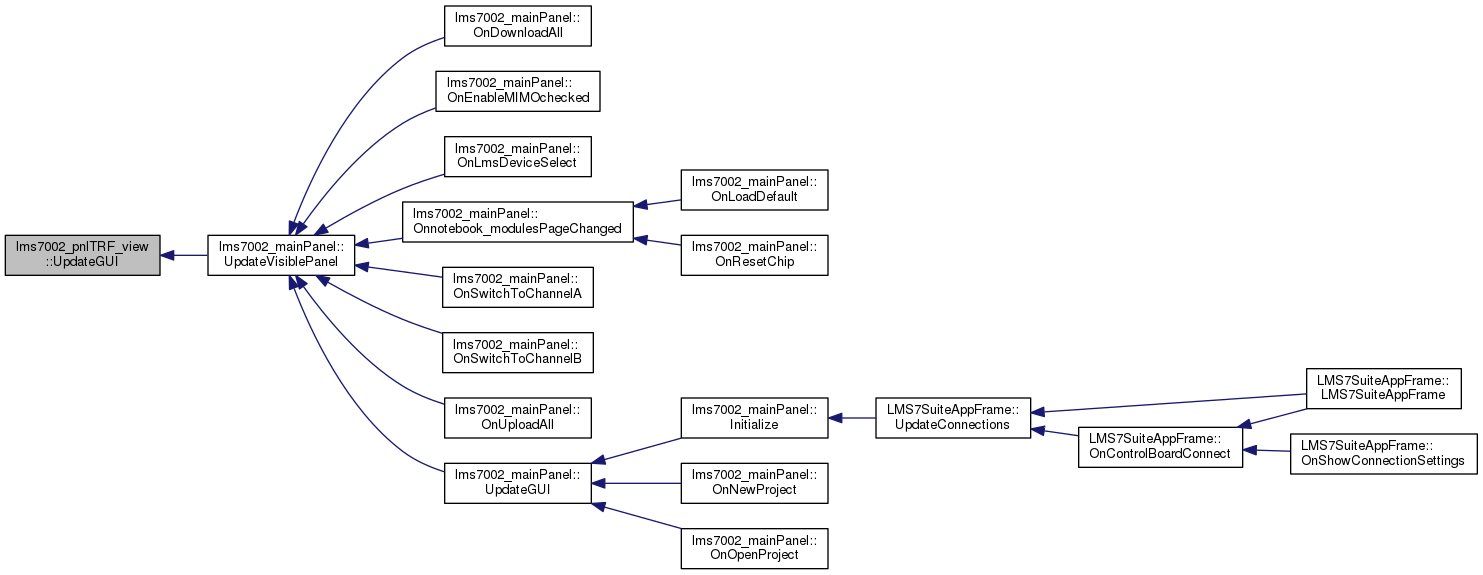 lms7002_pnlTRF_view
::UpdateGUI
lms7002_mainPanel::
UpdateVisiblePanel
lms7002_mainPanel::
OnDownloadAll
lms7002_mainPanel::
OnEnableMIMOchecked
lms7002_mainPanel::
OnLmsDeviceSelect
lms7002_mainPanel::
Onnotebook_modulesPageChanged
lms7002_mainPanel::
OnLoadDefault
lms7002_mainPanel::
OnResetChip
lms7002_mainPanel::
OnSwitchToChannelA
lms7002_mainPanel::
OnSwitchToChannelB
lms7002_mainPanel::
OnUploadAll
lms7002_mainPanel::
UpdateGUI
lms7002_mainPanel::
Initialize
LMS7SuiteAppFrame::
UpdateConnections
LMS7SuiteAppFrame::
LMS7SuiteAppFrame
LMS7SuiteAppFrame::
OnControlBoardConnect
LMS7SuiteAppFrame::
OnShowConnectionSettings
lms7002_mainPanel::
OnNewProject
lms7002_mainPanel::
OnOpenProject